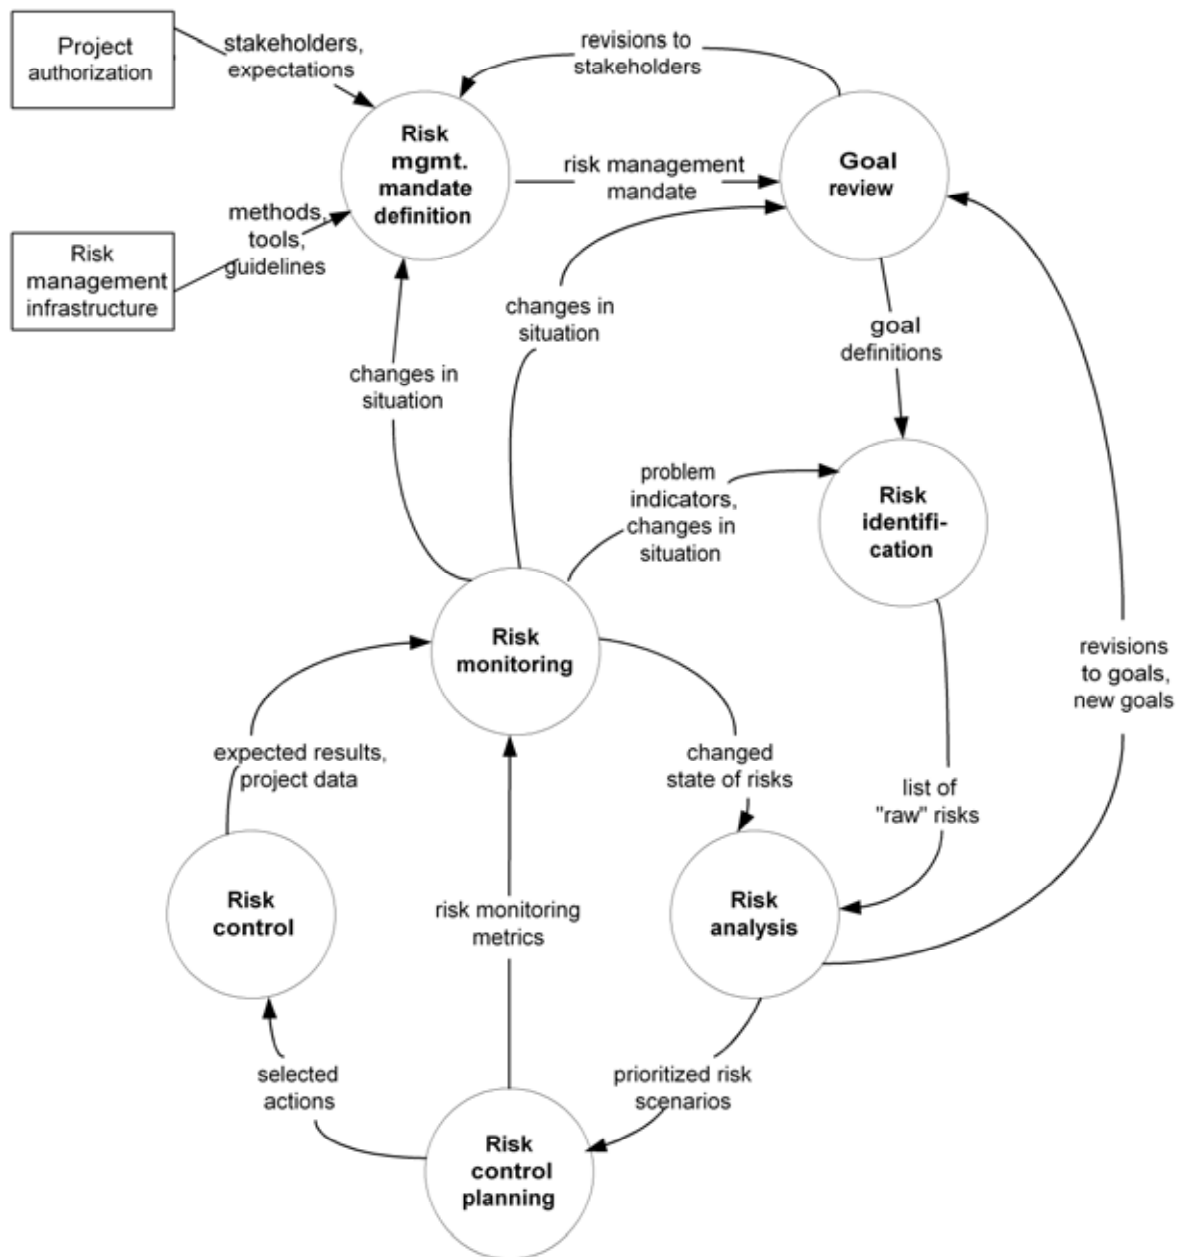 Project
authorization
stakeholders,
expectations
revisions to
stakeholders
Risk
mgmt.
mandate
definition
risk management
mandate
Goal
review
methods,
tools,
guidelines
Risk
management
infrastructure
changes in
situation
changes in
situation
goal
definitions
problem
indicators,
changes in
situation
Risk
identifi-
cation
Risk
monitoring
revisions
to goals,
new goals
expected results,
project data
changed
state of risks
list of
"raw" risks
Risk
control
risk monitoring
metrics
Risk
analysis
selected
actions
prioritized risk
scenarios
Risk
control
planning